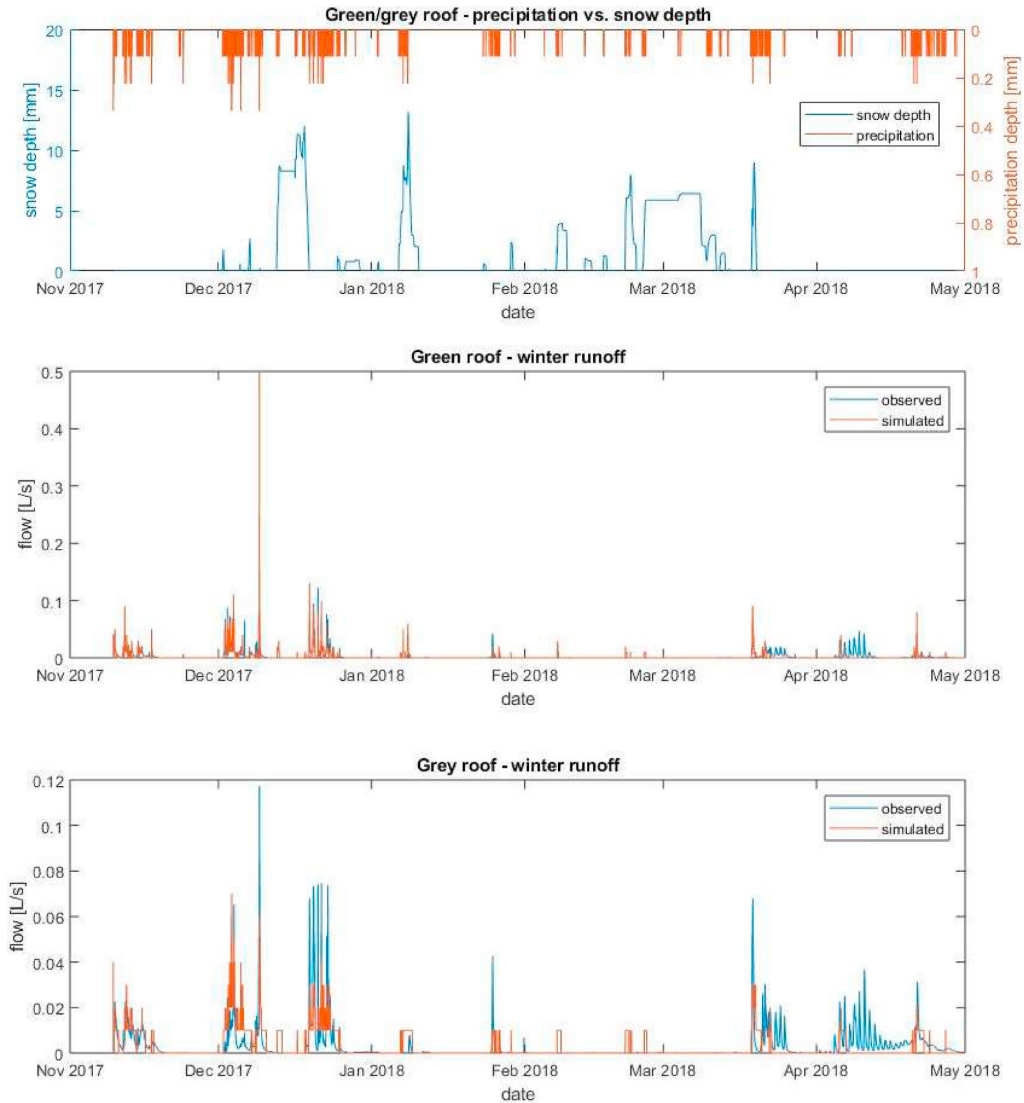 Green/grey roof - precipitation vs. snow depth
20
15
10
5
0
snow depth [mm]
0
0.2
0.4
0.6
0.8
1
precipitation depth [mm]
snow depth
precipitation
Nov 2017 Dec 2017 Jan 2018 Feb 2018 Mar 2018 Apr 2018 May 2018
date
Green roof - winter runoff
0.5
0.4
0.3
0.2
0.1
0
flow [L/s]
observed
simulated
Nov 2017 Dec 2017 Jan 2018 Feb 2018 Mar 2018 Apr 2018 May 2018
date
Grey roof - winter runoff
0.12
0.1
0.08
0.06
0.04
0.02
0
flow [L/s]
observed
simulated
Nov 2017 Dec 2017 Jan 2018 Feb 2018 Mar 2018 Apr 2018 May 2018
date